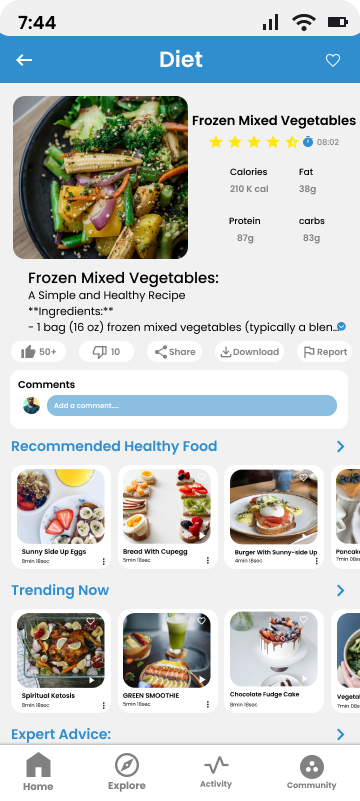 7:44
Diet
Frozen Mixed Vegetables
08:02
Calories Fat
210 K cal 38g
Protein carbs
87g 83g
Frozen Mixed Vegetables:
A Simple and Healthy Recipe
**Ingredients:**
- 1 bag (16 oz) frozen mixed vegetables (typically a blen...
50+ 10 Share Download Report
Comments
Add a comment....
Recommended Healthy Food
Sunny Side Up Eggs Bread With Cupegg Burger With Sunny-side Up Pancake
8min 18sec 5min 18sec 4min 18sec 7min 08s
Trending Now
Spiritual Ketosis GREEN SMOOTHIE Chocolate Fudge Cake Vegetab
8min 18sec 5min 18sec 8min 18sec 7min 08s
Expert Advice:
Home Explore Activity Community